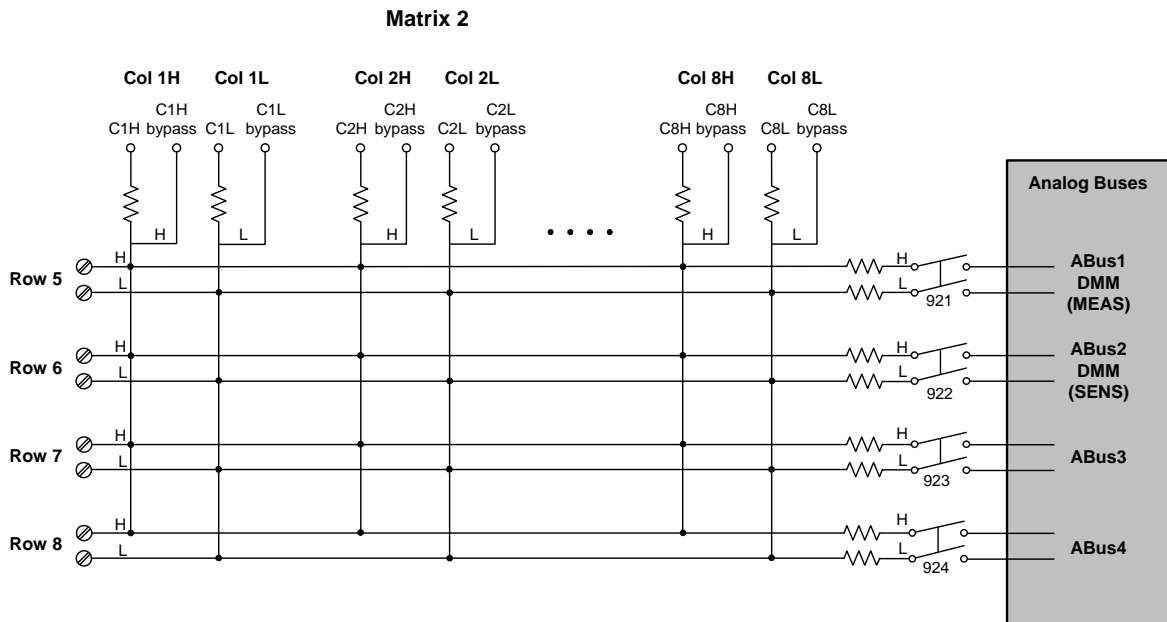 Matrix 2
Col 1H Col 1L Col 2H Col 2L Col 8H Col 8L
C1H C1L C2H C2L C8H C8L
C1H bypass C1L bypass C2H bypass C2L bypass C8H bypass C8L bypass
Analog Buses
H L H L H L
Row 5
H
L
H
L
921
ABus1
DMM
(MEAS)
Row 6
H
L
H
L
922
ABus2
DMM
(SENS)
Row 7
H
L
H
L
923
ABus3
Row 8
H
L
H
L
924
ABus4